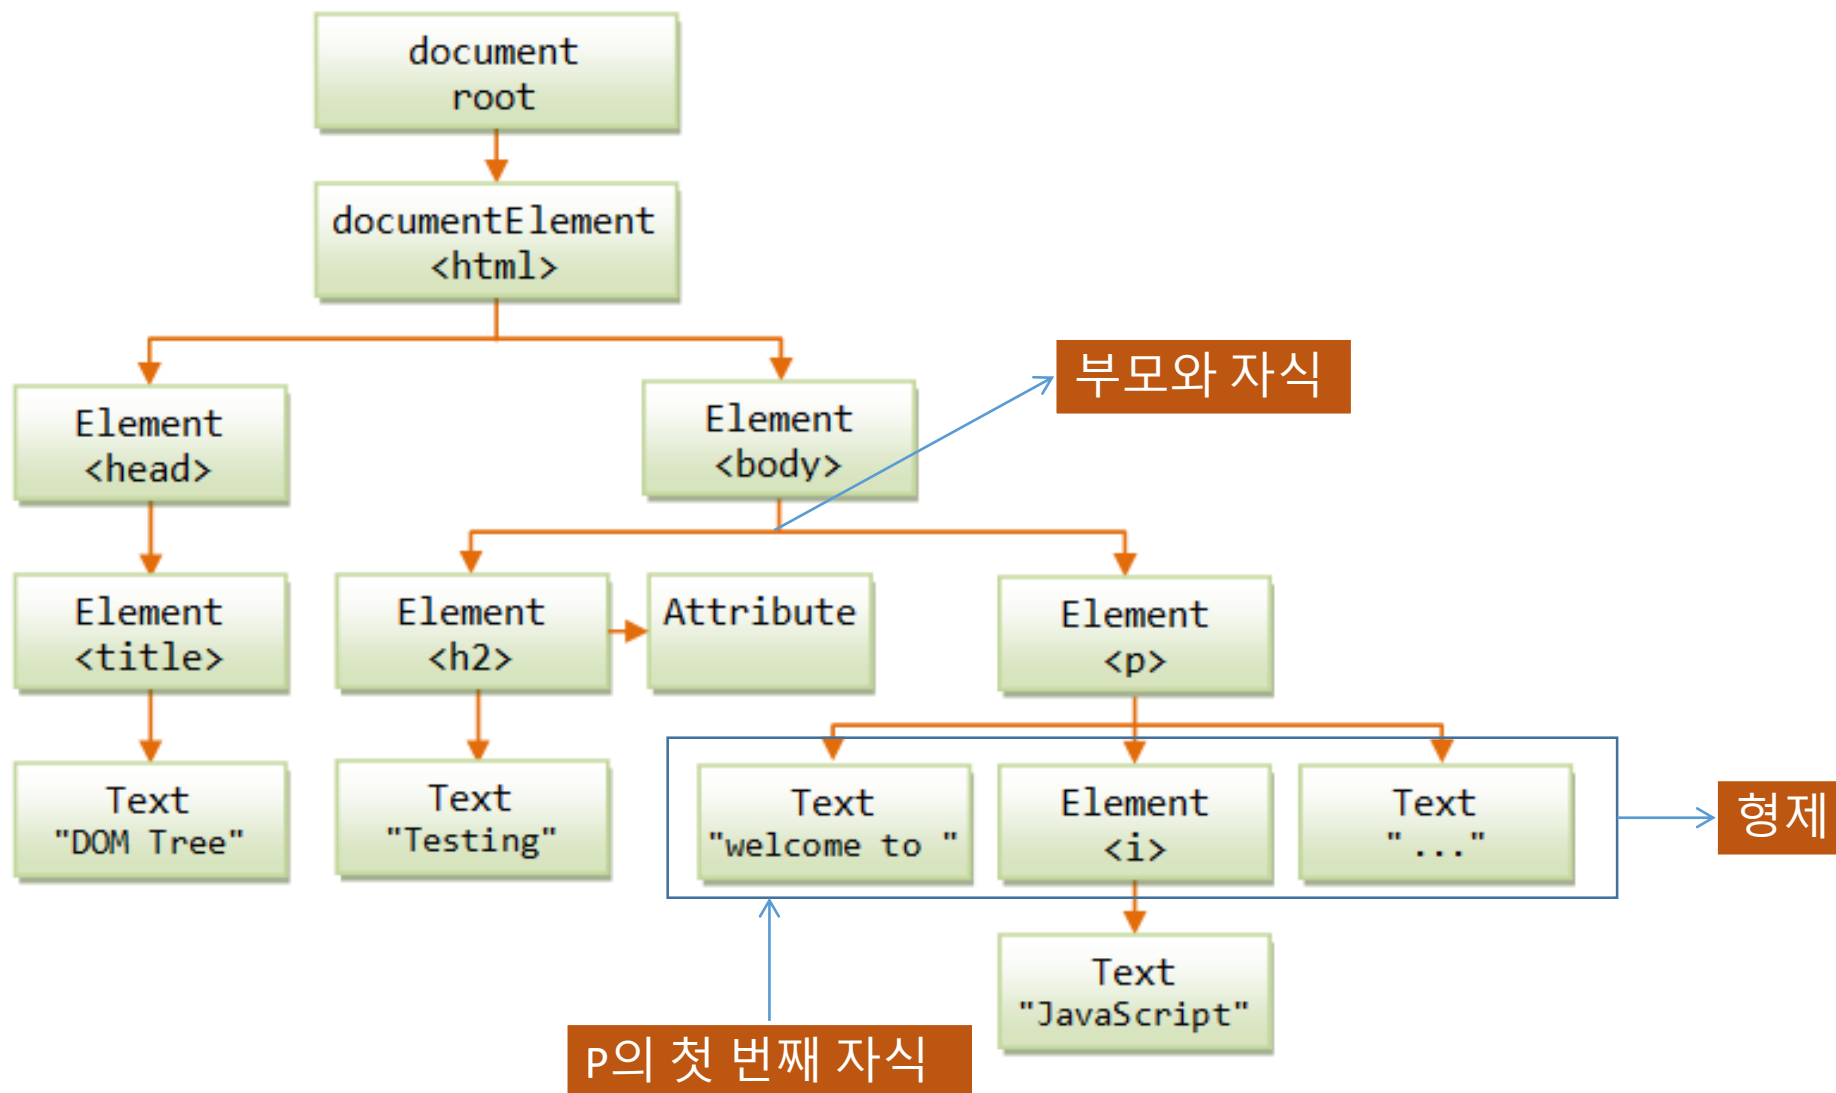 document
root
documentElement
<html>
부모와 자식
Element
<head>
Element
<body>
Element
<title>
Element
<h2>
Attribute
Element
<p>
Text
"DOM Tree"
Text
"Testing"
Text
"welcome to "
Element
<i>
Text
"..."
형제
Text
"JavaScript"
P의 첫 번째 자식